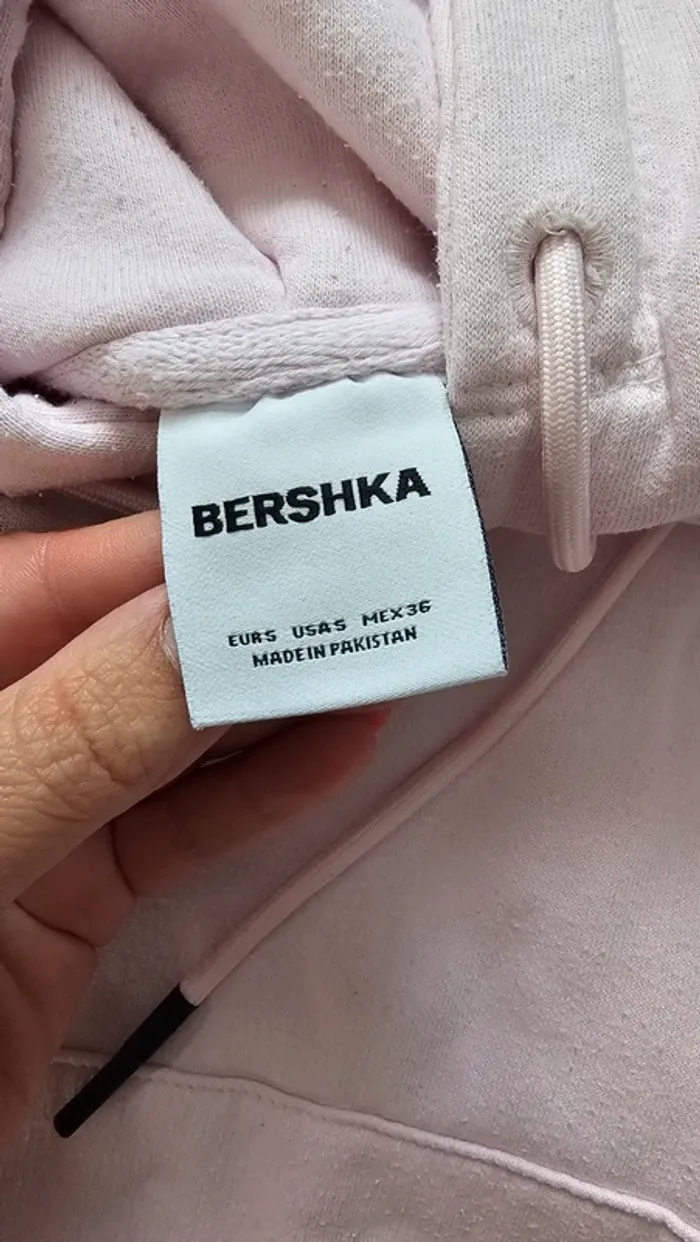 BERSHKA
EUR S USA S MEX 36
MADE IN PAKISTAN